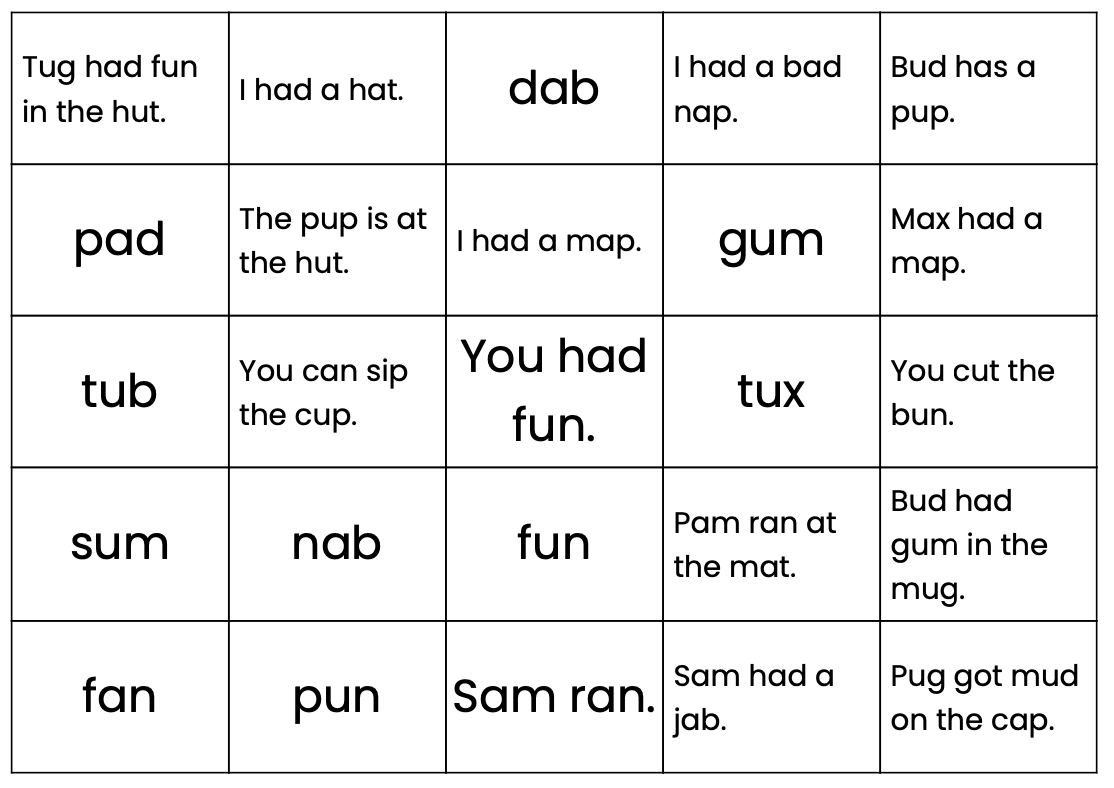 Tug had fun
in the hut.
I had a hat.
dab
I had a bad
nap.
Bud has a
pup.
pad
The pup is at
the hut.
I had a map.
gum
Max had a
map.
tub
You can sip
the cup.
You had
fun.
tux
You cut the
bun.
sum
nab
fun
Pam ran at
the mat.
Bud had
gum in the
mug.
fan
pun
Sam ran.
Sam had a
jab.
Pug got mud
on the cap.